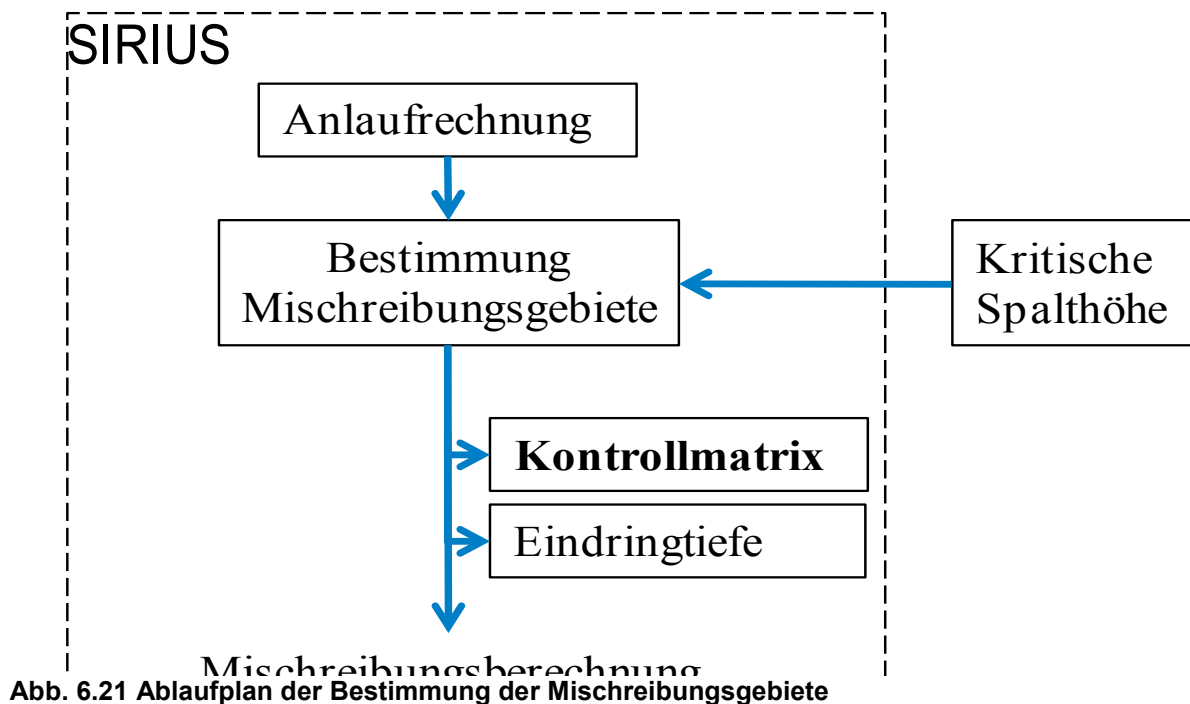 SIRIUS
Anlaufrechnung
Bestimmung
Mischreibungsgebiete
Kritische
Spalthöhe
Kontrollmatrix
Eindringtiefe
Mischreibungsberechnung
Abb. 6.21 Ablaufplan der Bestimmung der Mischreibungsgebiete